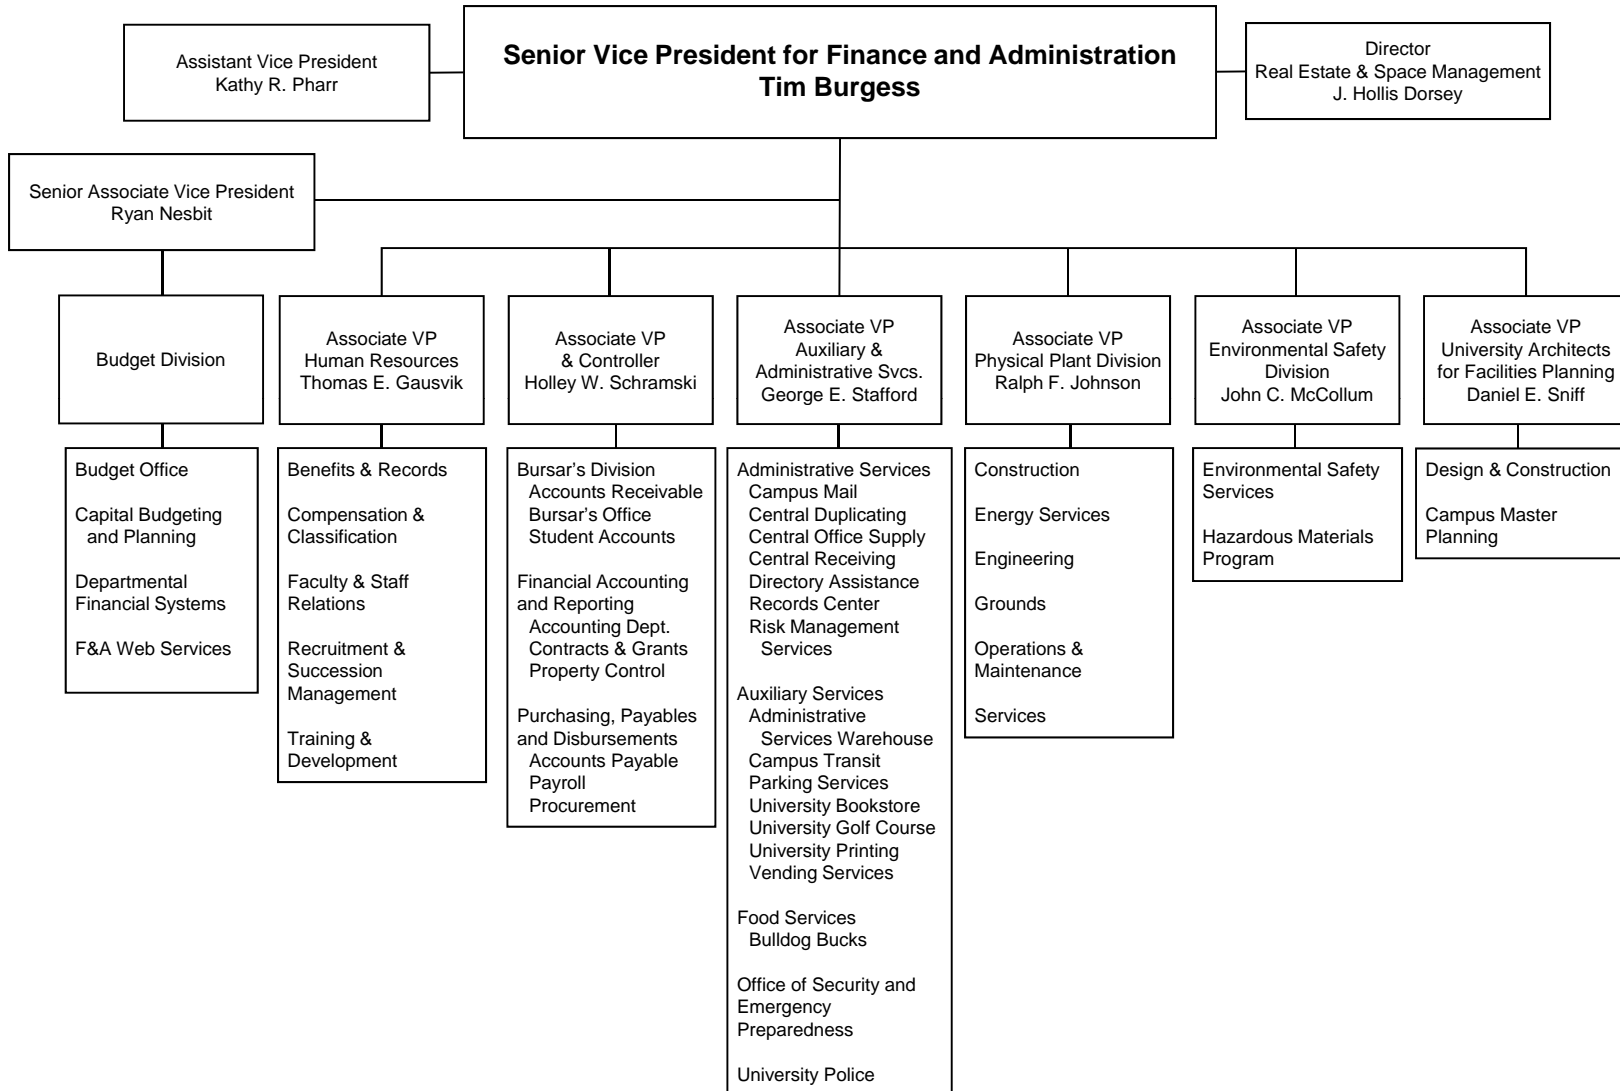 Senior Vice President for Finance and Administration
Tim Burgess
Assistant Vice President
Kathy R. Pharr
Director
Real Estate & Space Management
J. Hollis Dorsey
Senior Associate Vice President
Ryan Nesbit
Budget Division
Associate VP
Human Resources
Thomas E. Gausvik
Associate VP
& Controller
Holley W. Schramski
Associate VP
Auxiliary &
Administrative Svcs.
George E. Stafford
Associate VP
Physical Plant Division
Ralph F. Johnson
Associate VP
Environmental Safety
Division
John C. McCollum
Associate VP
University Architects
for Facilities Planning
Daniel E. Sniff
Budget Office
Capital Budgeting
and Planning
Departmental
Financial Systems
F&A Web Services
Benefits & Records
Compensation &
Classification
Faculty & Staff
Relations
Recruitment &
Succession
Management
Training &
Development
Bursar's Division
Accounts Receivable
Bursar's Office
Student Accounts
Financial Accounting
and Reporting
Accounting Dept.
Contracts & Grants
Property Control
Purchasing, Payables
and Disbursements
Accounts Payable
Payroll
Procurement
Administrative Services
Campus Mail
Central Duplicating
Central Office Supply
Central Receiving
Directory Assistance
Records Center
Risk Management
Services
Auxiliary Services
Administrative
Services Warehouse
Campus Transit
Parking Services
University Bookstore
University Golf Course
University Printing
Vending Services
Food Services
Bulldog Bucks
Office of Security and
Emergency
Preparedness
University Police
Construction
Energy Services
Engineering
Grounds
Operations &
Maintenance
Services
Environmental Safety
Services
Hazardous Materials
Program
Design & Construction
Campus Master
Planning